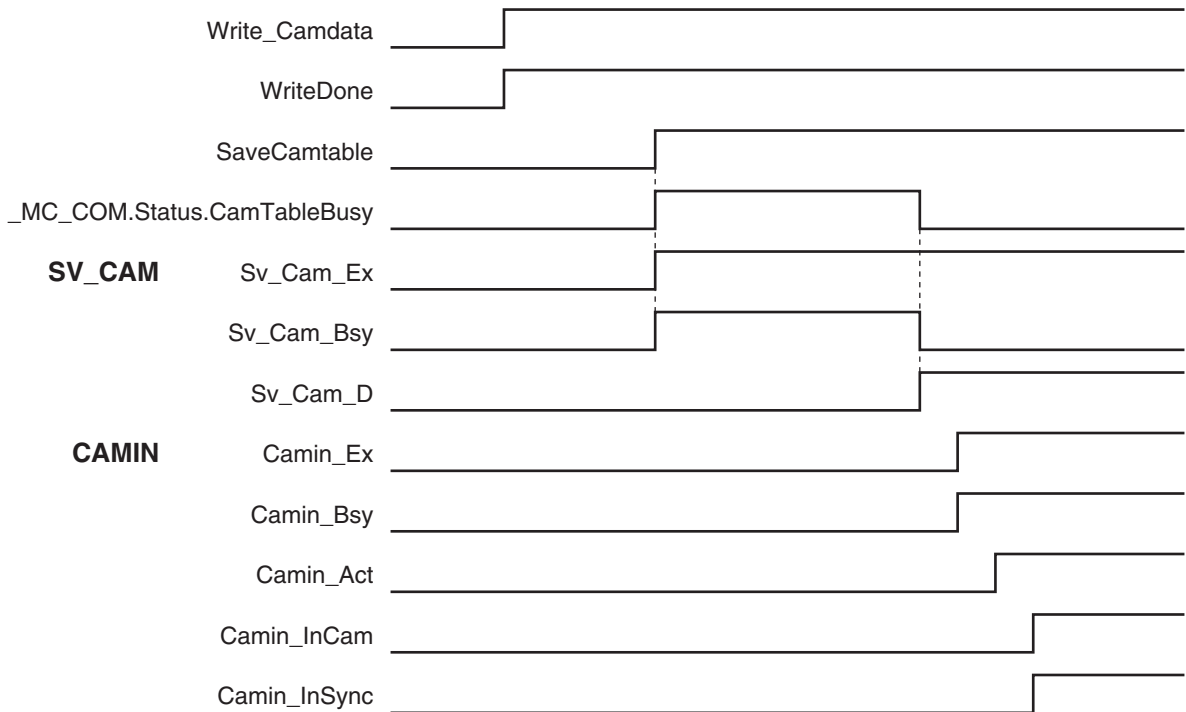 Write_Camdata
WriteDone
SaveCamtable
_MC_COM.Status.CamTableBusy
SV_CAM Sv_Cam_Ex
Sv_Cam_Bsy
Sv_Cam_D
CAMIN Camin_Ex
Camin_Bsy
Camin_Act
Camin_InCam
Camin_InSync